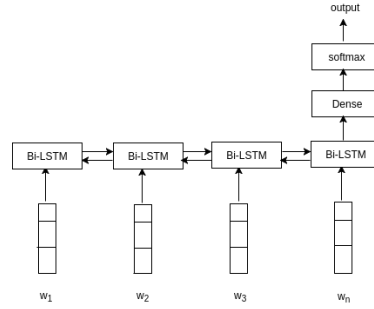 output
softmax
Dense
Bi-LSTM Bi-LSTM Bi-LSTM Bi-LSTM
w1 w2 w3 wn